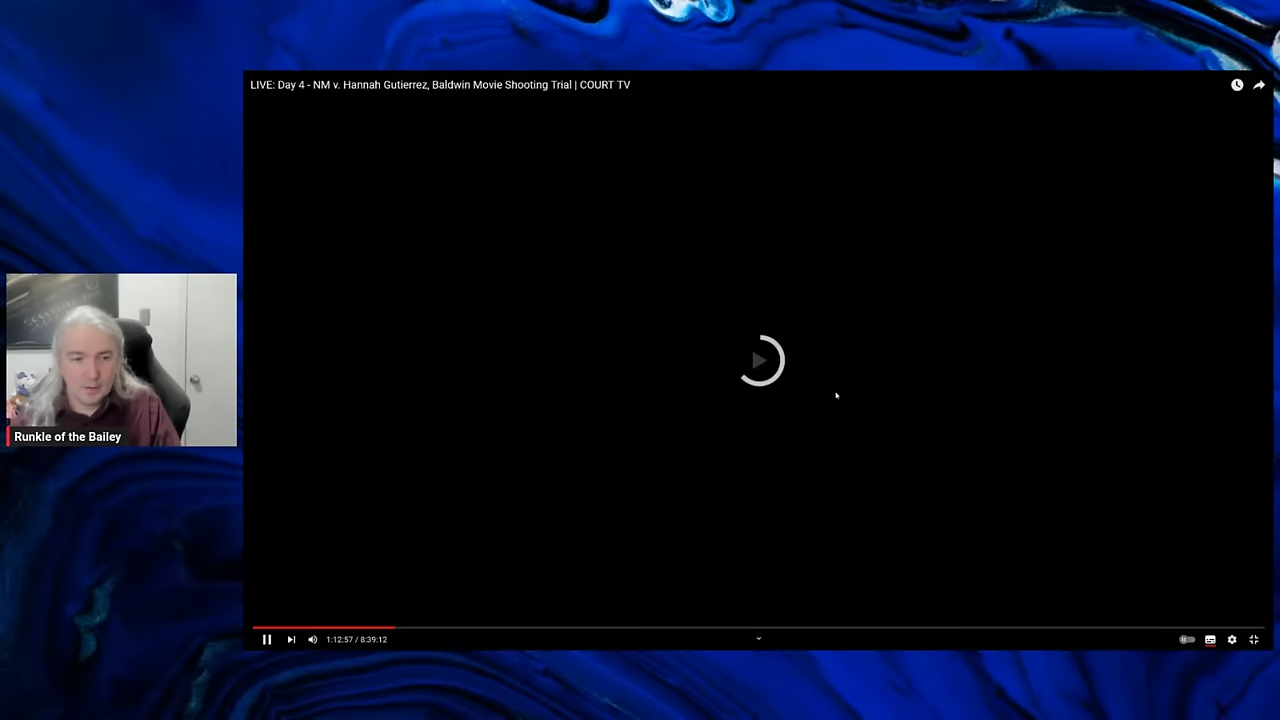 LIVE: Day 4 - NM v. Hannah Gutierrez, Baldwin Movie Shooting Trial | COURT TV
Runkle of the Bailey
1:12:57 / 8:39:12